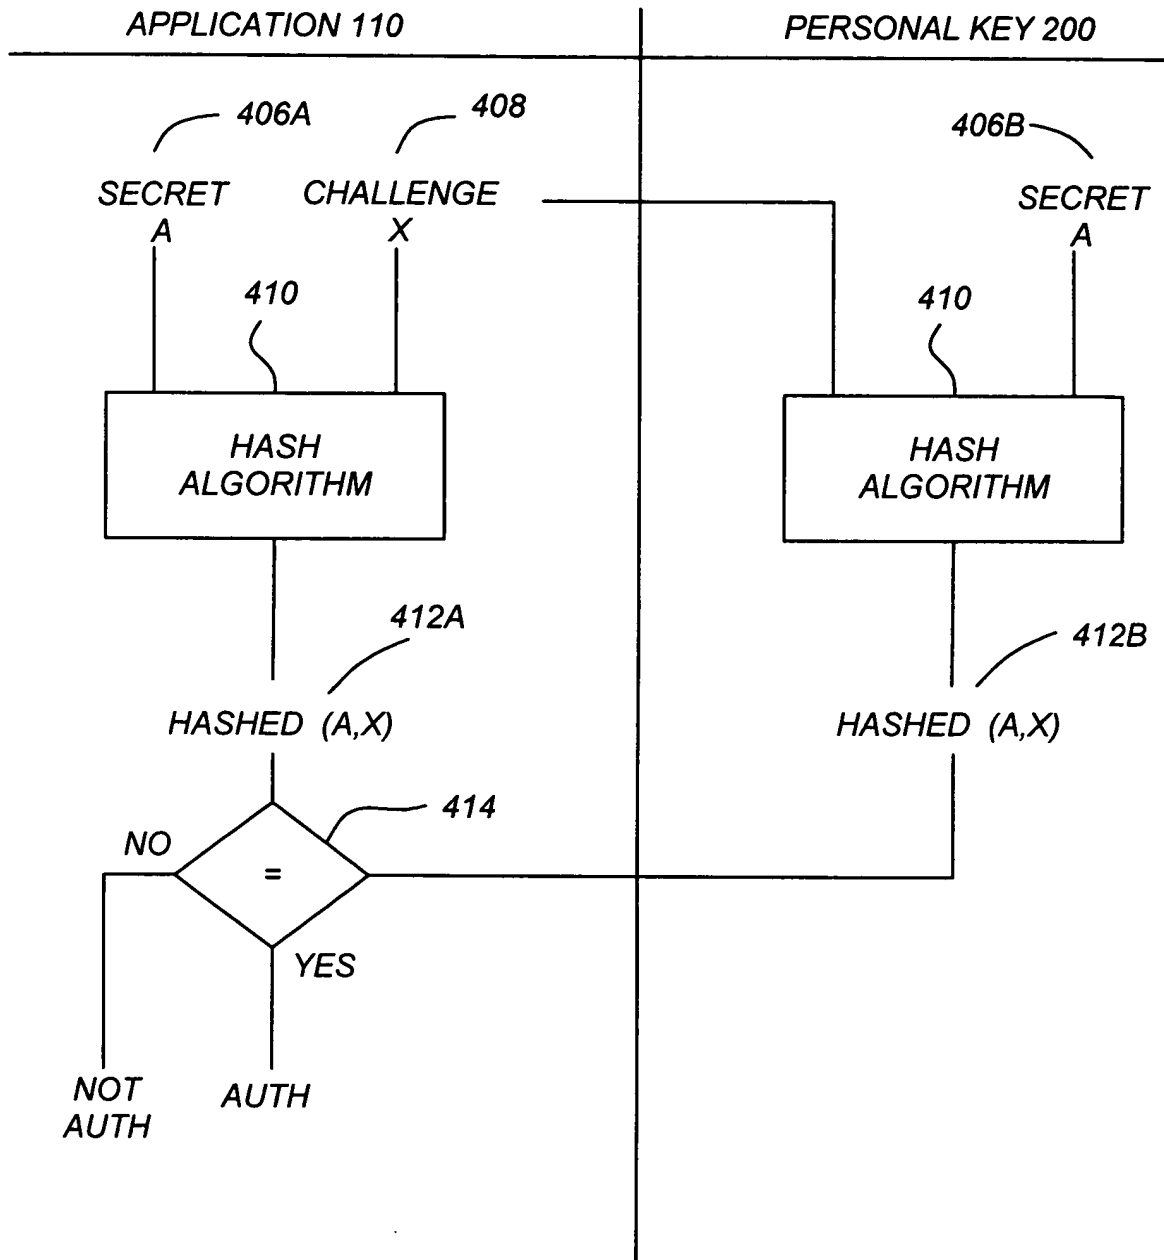 APPLICATION 110
PERSONAL KEY 200
406A
408
406B
SECRET
A
CHALLENGE
X
SECRET
A
410
410
HASH
ALGORITHM
HASH
ALGORITHM
412A
412B
HASHED (A,X)
HASHED (A,X)
414
NO
=
YES
NOT
AUTH
AUTH